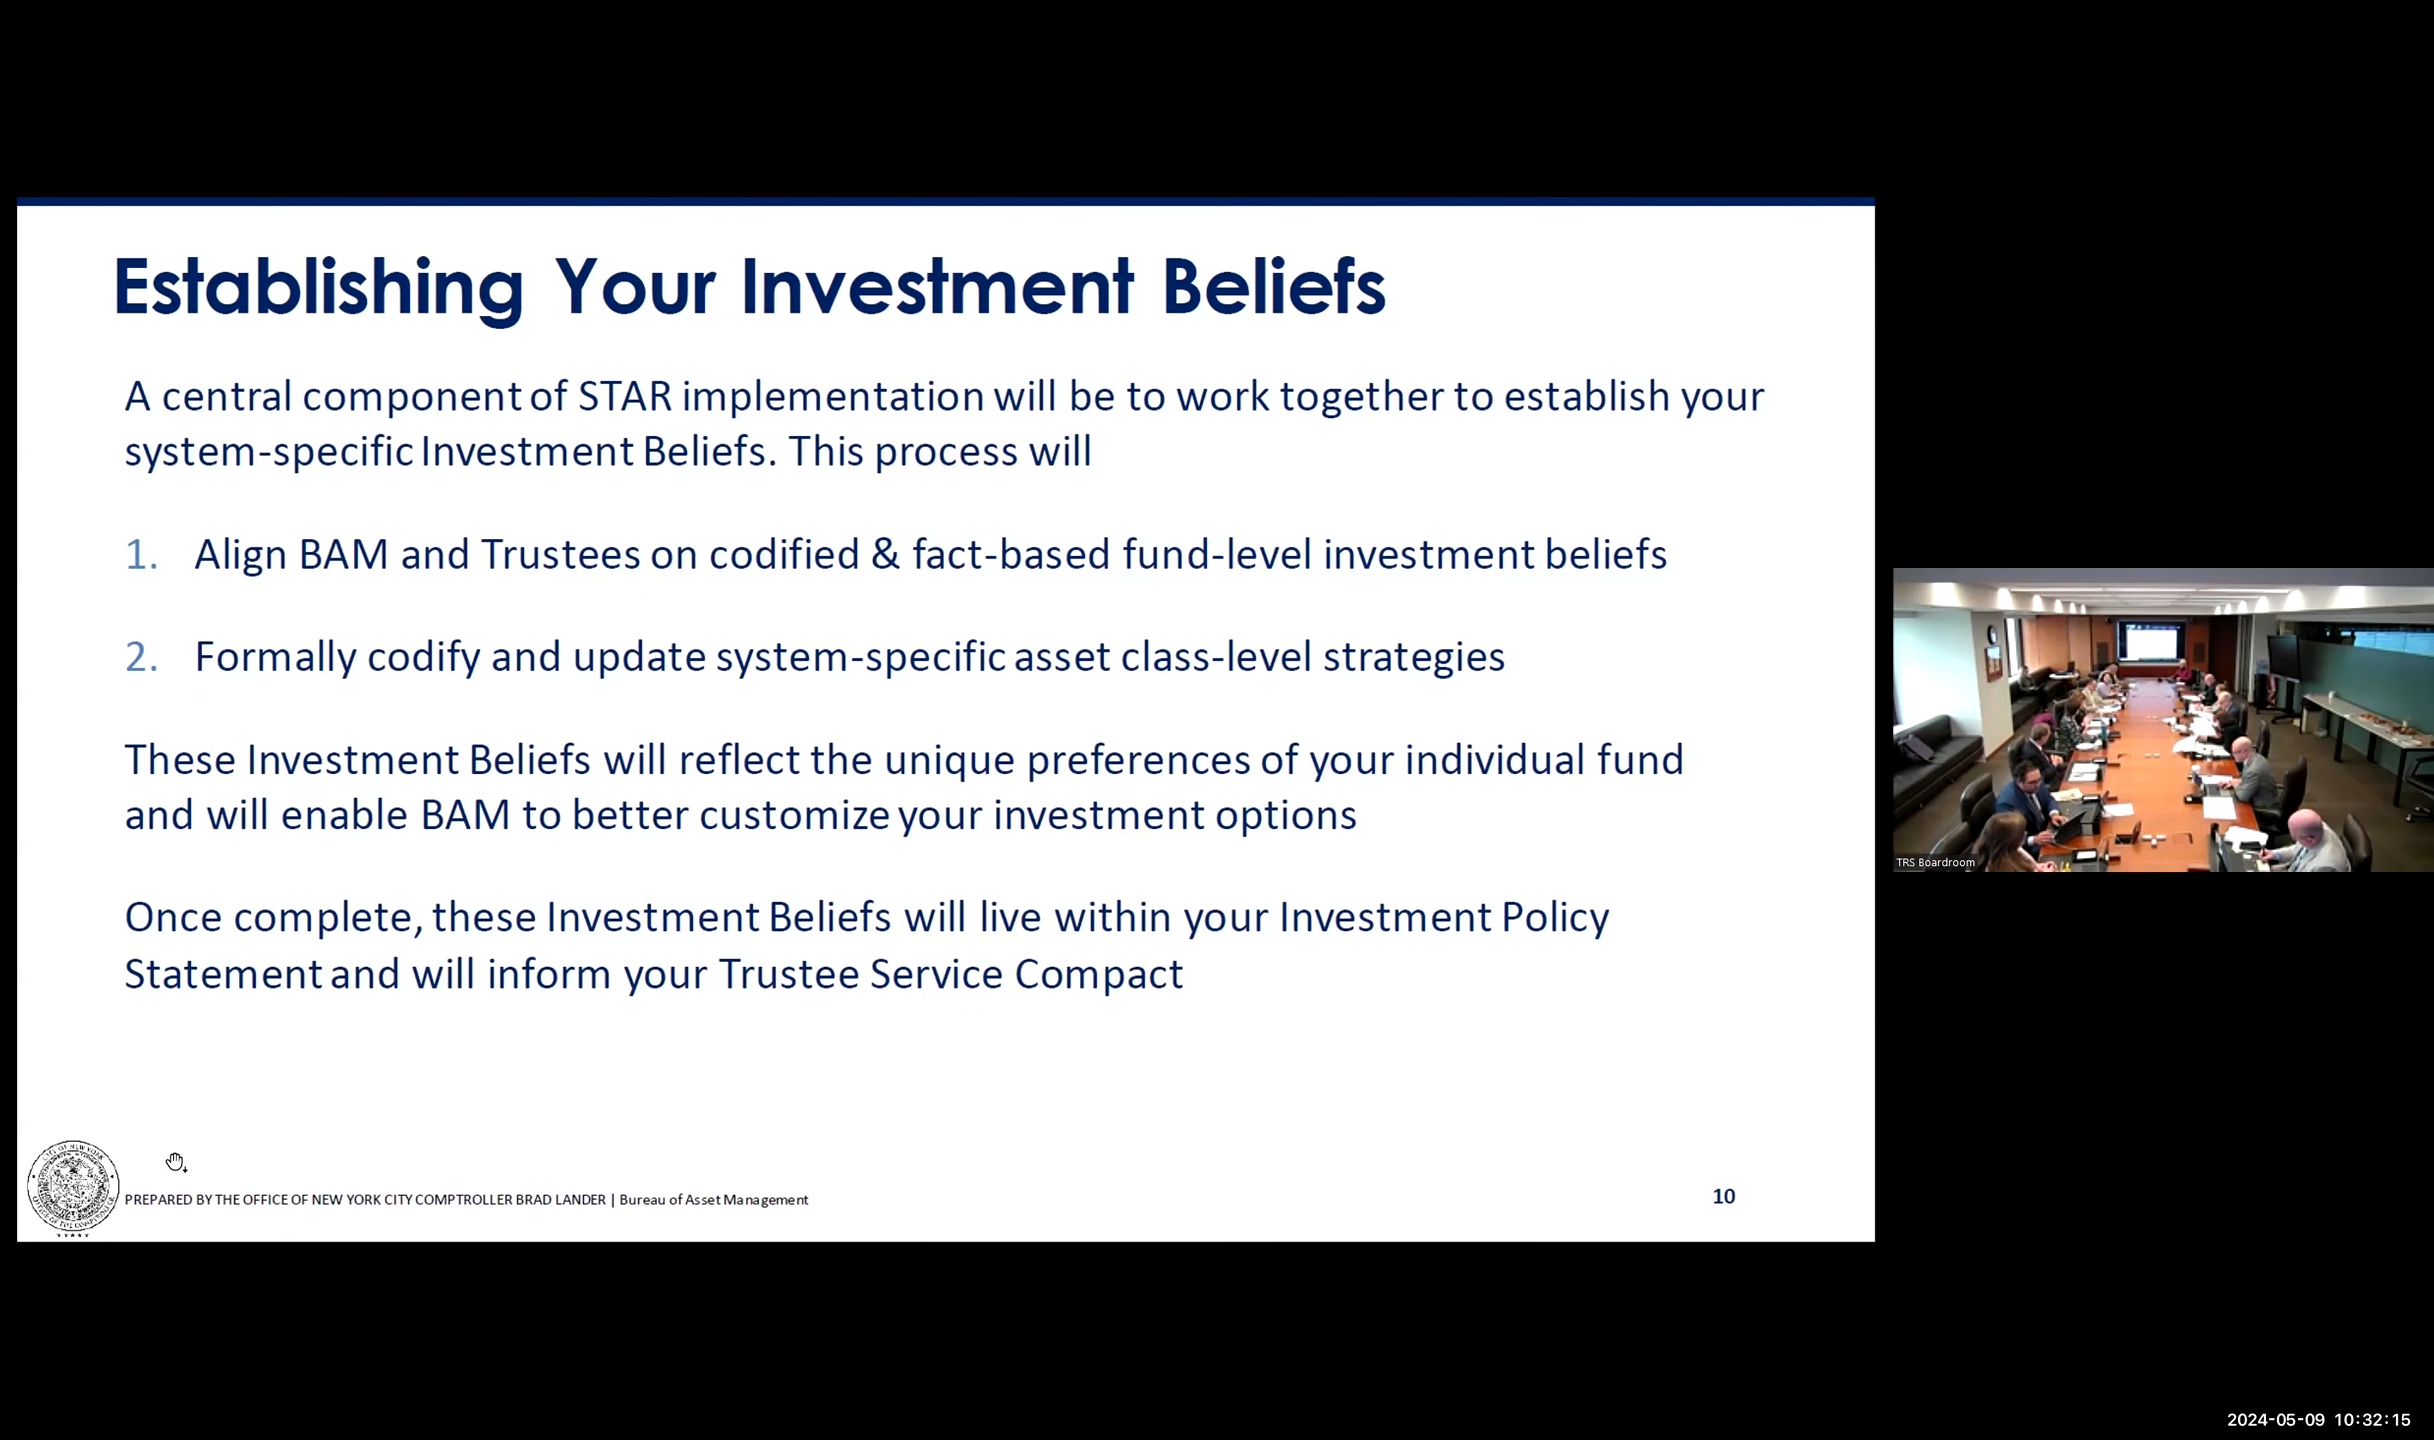 Establishing Your Investment Beliefs
A central component of STAR implementation will be to work together to establish your
system-specific Investment Beliefs. This process will
1. Align BAM and Trustees on codified & fact-based fund-level investment beliefs
2. Formally codify and update system-specific asset class-level strategies
These Investment Beliefs will reflect the unique preferences of your individual fund
and will enable BAM to better customize your investment options
Once complete, these Investment Beliefs will live within your Investment Policy
Statement and will inform your Trustee Service Compact
PREPARED BY THE OFFICE OF NEW YORK CITY COMPTROLLER BRAD LANDER | Bureau of Asset Management
10
TRS Boardroom
2024-05-09 10:32:15